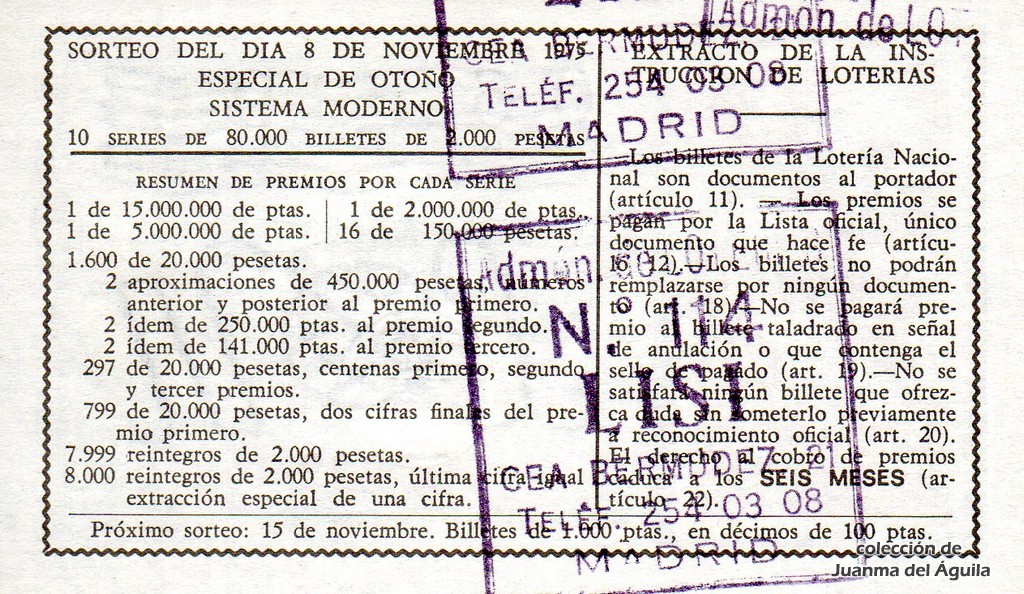 SORTEO DEL DIA 8 DE NOVIEMBRE 1975
ESPECIAL DE OTOÑO
SISTEMA MODERNO
10 SERIES DE 80.000 BILLETES DE 2.000 PESETAS
RESUMEN DE PREMIOS POR CADA SERIE
1 de 15.000.000 de ptas. 1 de 2.000.000 de ptas.
1 de 5.000.000 de ptas. 16 de 150.000 pesetas.
1.600 de 20.000 pesetas.
2 aproximaciones de 450.000 pesetas, números
anterior y posterior al premio primero.
2 ídem de 250.000 ptas. al premio segundo.
2 ídem de 141.000 ptas. al premio tercero.
297 de 20.000 pesetas, centenas primero, segundo
y tercer premios.
799 de 20.000 pesetas, dos cifras finales del pre-
mio primero.
7.999 reintegros de 2.000 pesetas.
8.000 reintegros de 2.000 pesetas, última cifra igual
extracción especial de una cifra.
EXTRACTO DE LA INS-
TRUCCION DE LOTERIAS
Los billetes de la Lotería Nacio-
nal son documentos al portador
(artículo 11). — Los premios se
pagan por la Lista oficial, único
documento que hace fe (artícu-
lo 12).—Los billetes no podrán
remplazarse por ningún documen-
to (art. 18).—No se pagará pre-
mio al billete taladrado en señal
de anulación o que contenga el
sello de pagado (art. 19).—No se
satisfará ningún billete que ofrez-
ca duda sin someterlo previamente
a reconocimiento oficial (art. 20).
El derecho al cobro de premios
caduca a los SEIS MESES (ar-
tículo 22).
Próximo sorteo: 15 de noviembre. Billetes de 1.000 ptas., en décimos de 100 ptas.
CEA BERMUDEZ
TELÉF. 254 03 08
MADRID
Admón. de LOT
Admón. de
N.º 114
LISI
CEA BERMUDEZ 21
TELÉF. 254 03 08
MADRID
colección de
Juanma del Águila